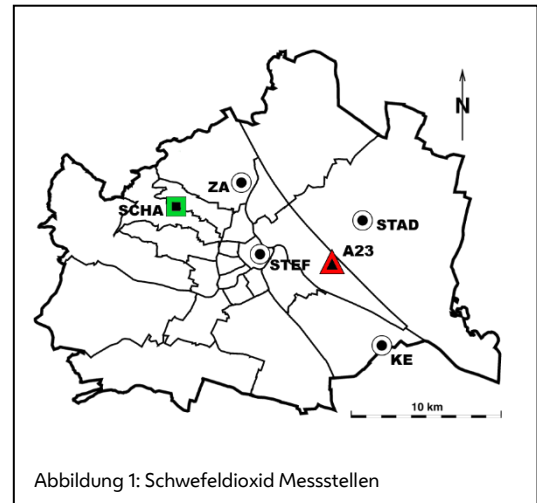 N
ZA
SCHA
STAD
A23
STEF
KE
10 km
Abbildung 1: Schwefeldioxid Messstellen